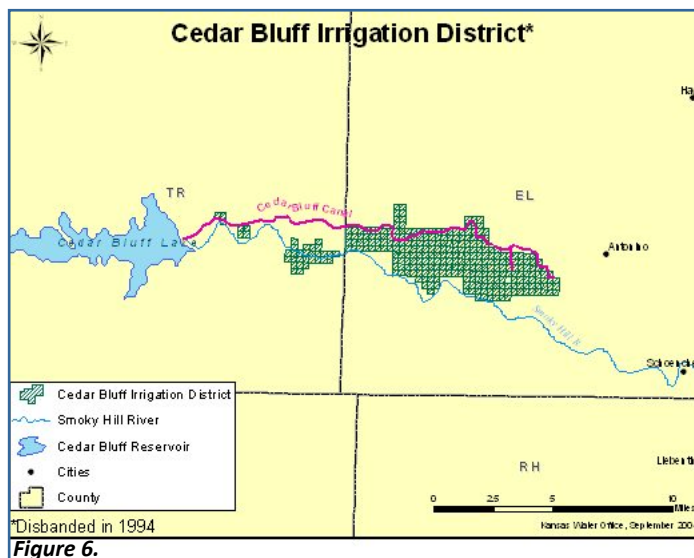 Cedar Bluff Irrigation District*
Ha
TR
Cedar Bluff Canal
EL
Cedar Bluff Lake
Antonino
Smoky Hill R
Schoenche
Cedar Bluff Irrigation District
Smoky Hill River
Cedar Bluff Reservoir
Cities
County
RH
Liebenth
0 2.5 5 10
Miles
*Disbanded in 1994
Kansas Water Office, September 200
Figure 6.